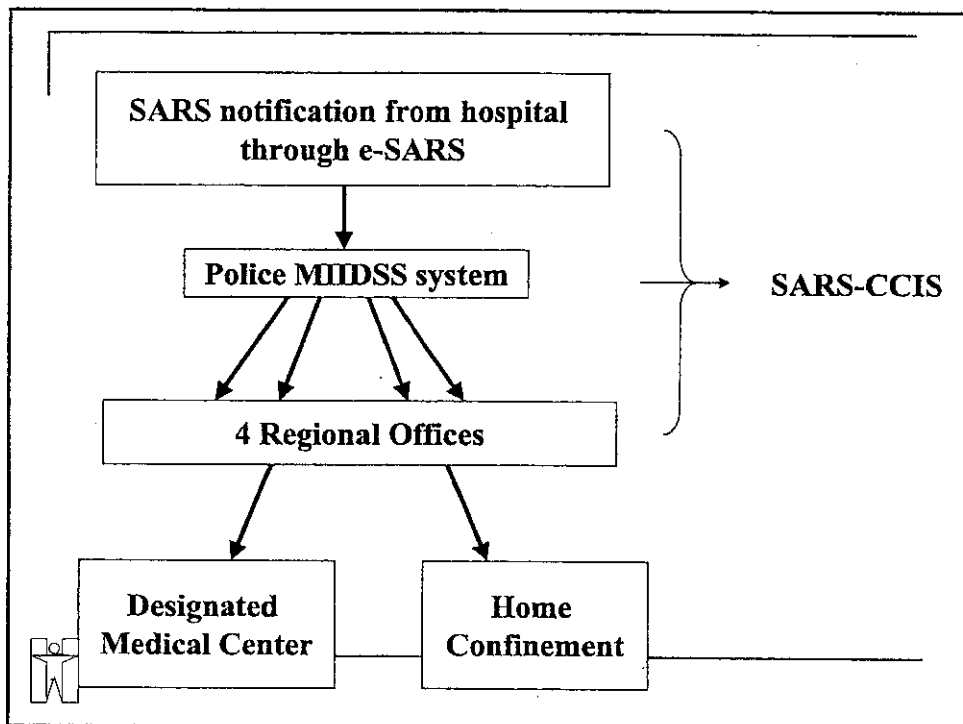 SARS notification from hospital
through e-SARS
Police MIIDSS system
SARS-CCIS
4 Regional Offices
Designated
Medical Center
Home
Confinement